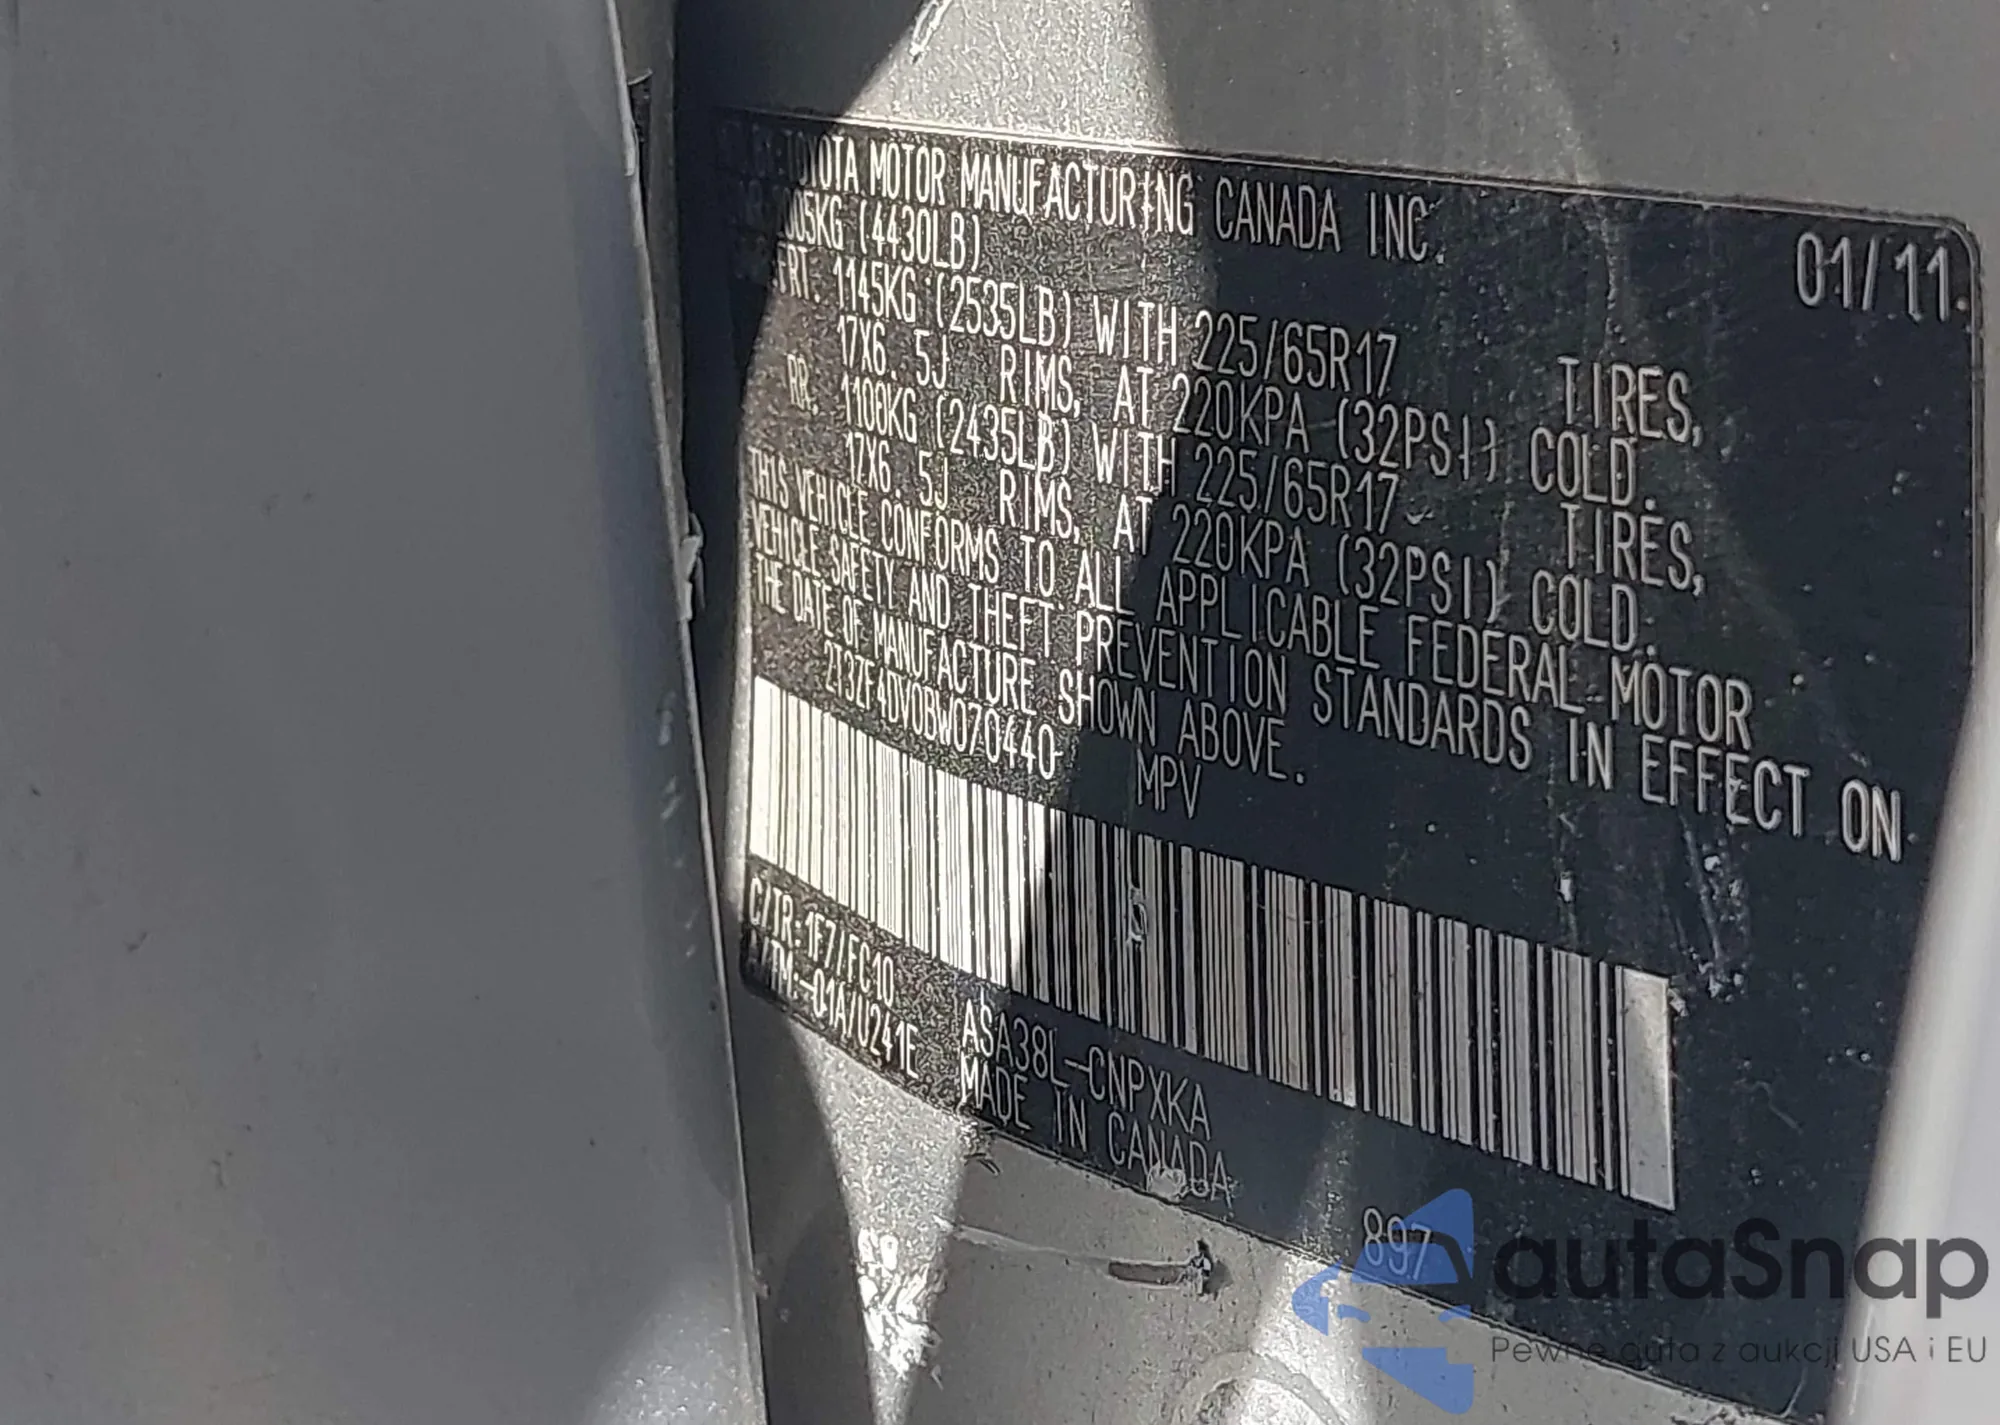 TOYOTA MOTOR MANUFACTURING CANADA INC. 01/11
005KG (4430LB)
FRT. 1145KG (2535LB) WITH 225/65R17 TIRES,
17X6.5J RIMS, AT 220KPA (32PSI) COLD.
RR. 1100KG (2435LB) WITH 225/65R17 TIRES,
17X6.5J RIMS, AT 220KPA (32PSI) COLD.
THIS VEHICLE CONFORMS TO ALL APPLICABLE FEDERAL MOTOR
VEHICLE SAFETY AND THEFT PREVENTION STANDARDS IN EFFECT ON
THE DATE OF MANUFACTURE SHOWN ABOVE.
2T3ZF4DV0BW070440 MPV
C/TR:1F7/FC10 ASA38L-CNPXKA
A/TM:-01A/U241E MADE IN CANADA
897
autaSnap
Pewne auta z aukcji USA i EU